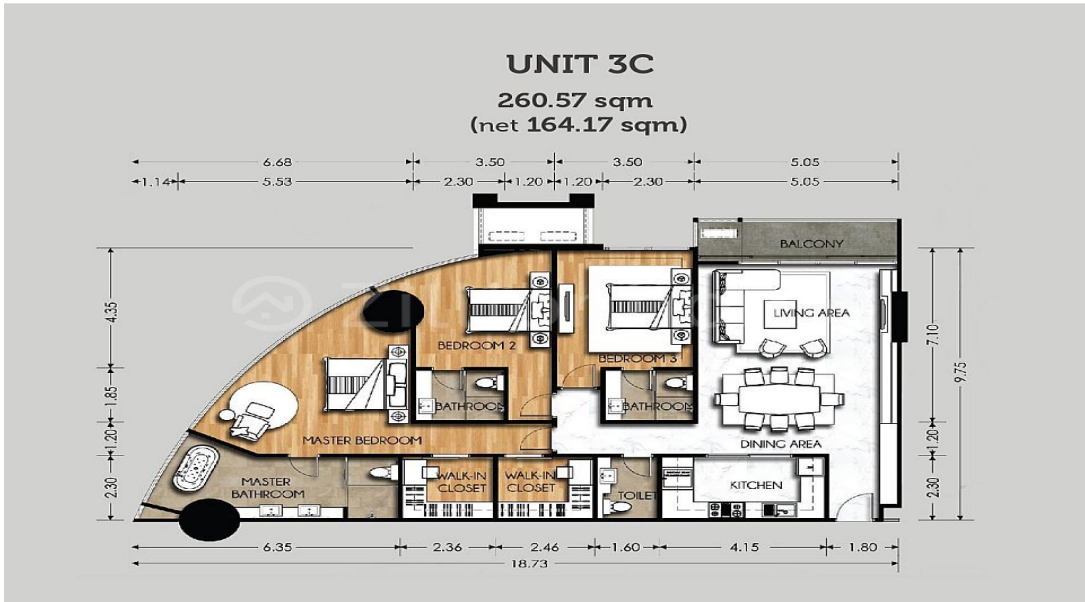 UNIT 3C
260.57 sqm
(net 164.17 sqm)
6.68 3.50 3.50 5.05
1.14 5.53 2.30 1.20 1.20 2.30 5.05
BALCONY
4.35
1.85
1.20
2.30
7.10
1.20
2.30
9.75
LIVING AREA
BEDROOM 2
BEDROOM 3
BATHROOM
BATHROOM
MASTER BEDROOM
DINING AREA
MASTER
BATHROOM
WALK-IN
CLOSET
WALK-IN
CLOSET
TOILET
KITCHEN
6.35 2.36 2.46 1.60 4.15 1.80
18.73